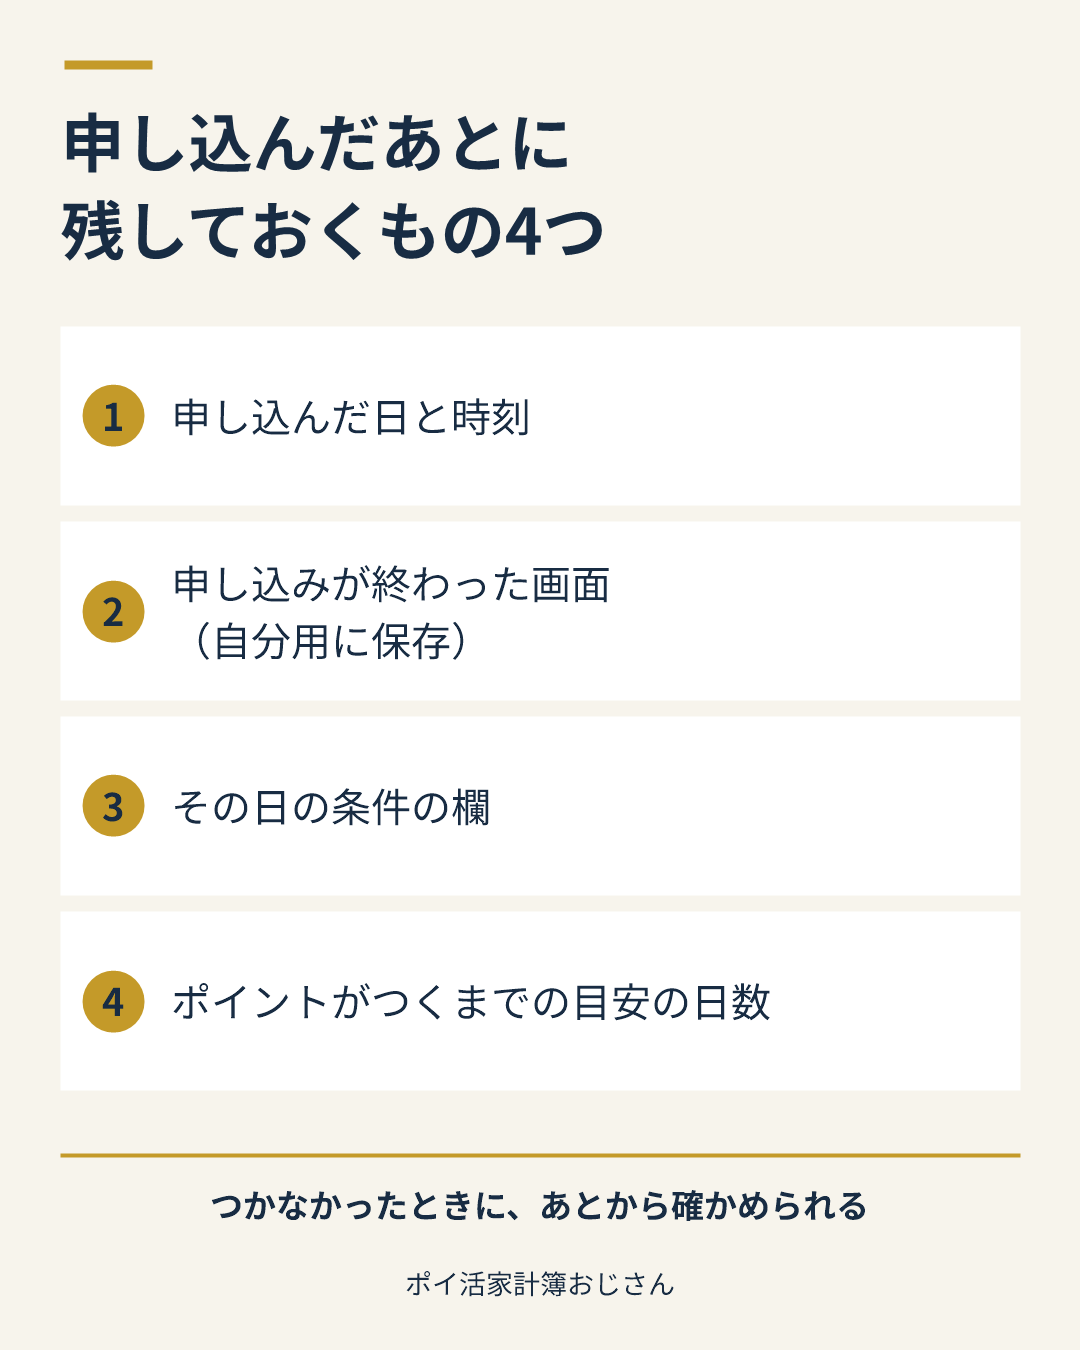 申し込んだあとに
残しておくもの4つ
1 申し込んだ日と時刻
2 申し込みが終わった画面
（自分用に保存）
3 その日の条件の欄
4 ポイントがつくまでの目安の日数
つかなかったときに、あとから確かめられる
ポイ活家計簿おじさん